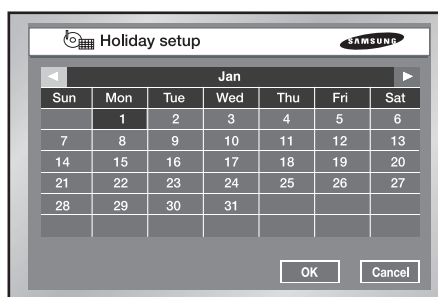 Holiday setup SAMSUNG
Jan
Sun Mon Tue Wed Thu Fri Sat
1 2 3 4 5 6
7 8 9 10 11 12 13
14 15 16 17 18 19 20
21 22 23 24 25 26 27
28 29 30 31
OK Cancel